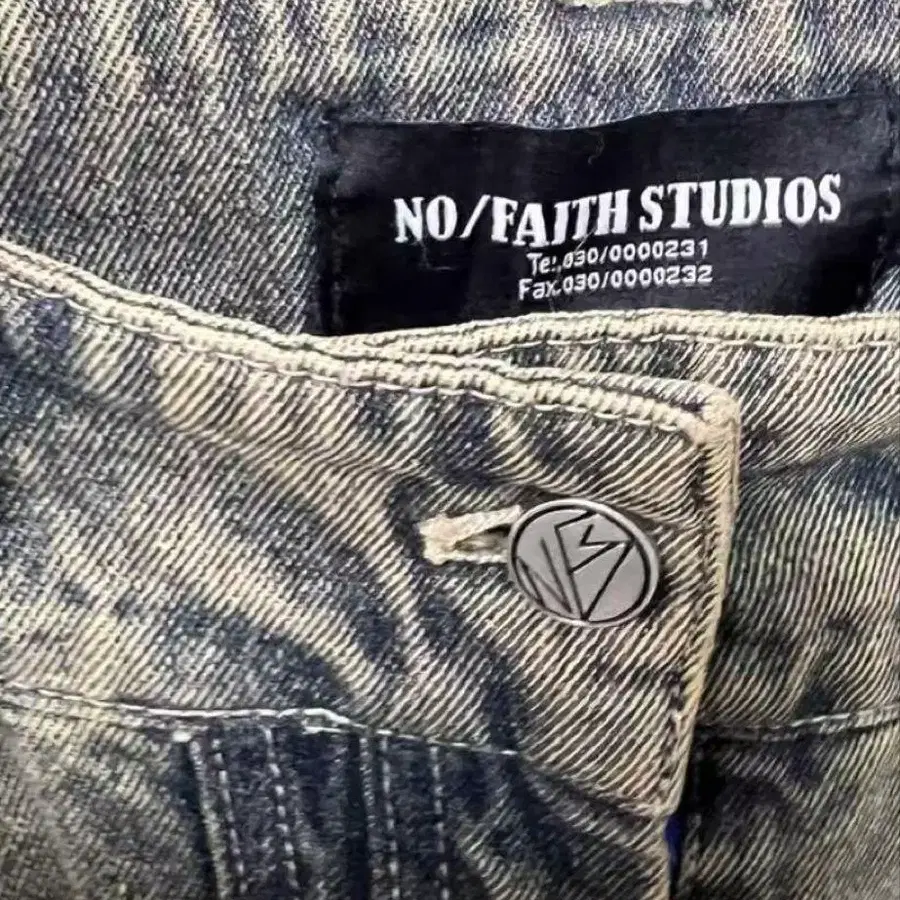 NO/FAITH STUDIOS
Tel.030/0000231
Fax.030/0000232